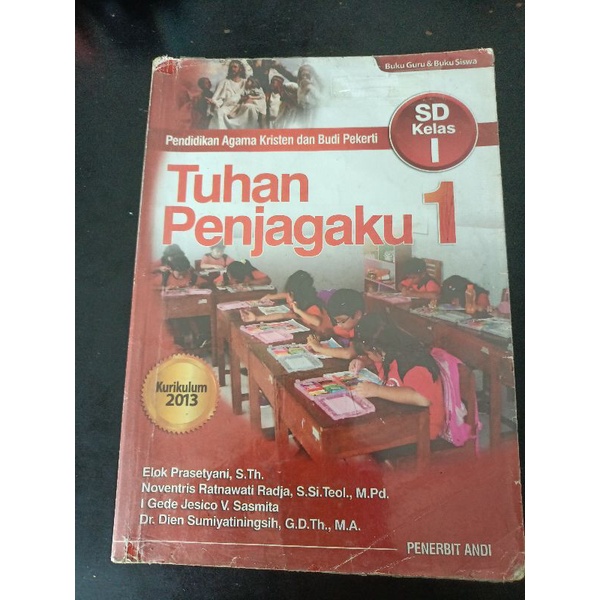 Buku Guru & Buku Siswa
SD
Kelas
I
Pendidikan Agama Kristen dan Budi Pekerti
Tuhan
Penjagaku 1
Kurikulum
2013
Elok Prasetyani, S.Th.
Noventris Ratnawati Radja, S.Si.Teol., M.Pd.
I Gede Jesico V. Sasmita
Dr. Dien Sumiyatiningsih, G.D.Th., M.A.
PENERBIT ANDI